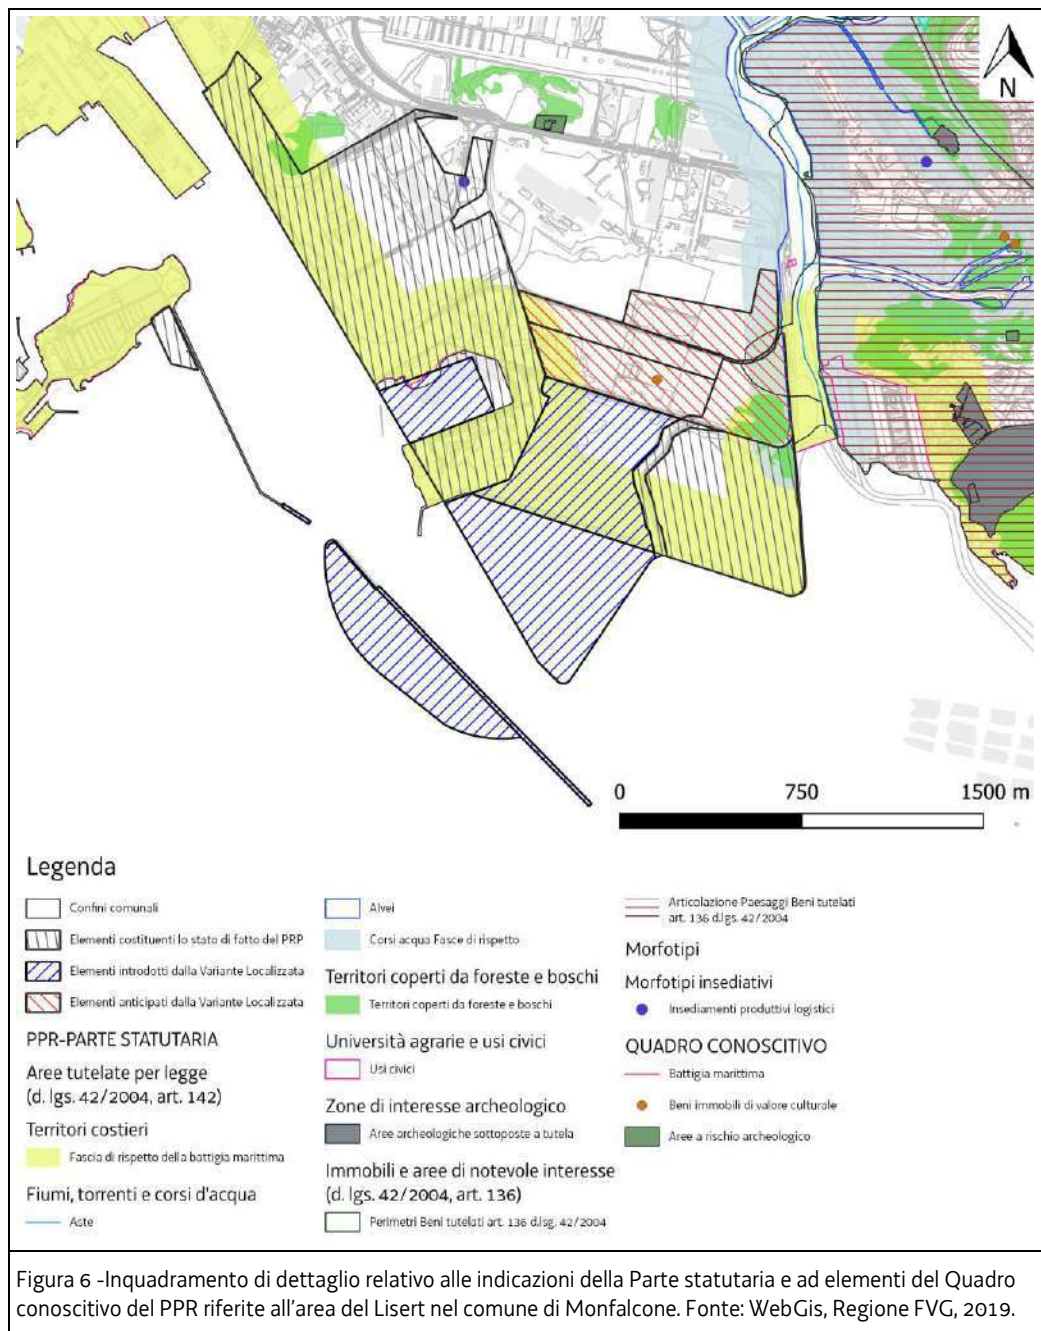 N
0 750 1500 m
Legenda
Confini comunali
Elementi costituenti lo stato di fatto del PRP
Elementi introdotti dalla Variante Localizzata
Elementi anticipati dalla Variante Localizzata
PPR-PARTE STATUTARIA
Aree tutelate per legge
(d. lgs. 42/2004, art. 142)
Territori costieri
Fascia di rispetto della battigia marittima
Fiumi, torrenti e corsi d'acqua
Aste
Alvei
Corsi acqua Fasce di rispetto
Territori coperti da foreste e boschi
Territori coperti da foreste e boschi
Università agrarie e usi civici
Usi civici
Zone di interesse archeologico
Aree archeologiche sottoposte a tutela
Immobili e aree di notevole interesse
(d. lgs. 42/2004, art. 136)
Perimetri Beni tutelati art. 136 d.lsg. 42/2004
Articolazione Paesaggi Beni tutelati
art. 136 d.lgs. 42/2004
Morfotipi
Morfotipi insediativi
Insediamenti produttivi logistici
QUADRO CONOSCITIVO
Battigia marittima
Beni immobili di valore culturale
Aree a rischio archeologico
Figura 6 -Inquadramento di dettaglio relativo alle indicazioni della Parte statutaria e ad elementi del Quadro
conoscitivo del PPR riferite all'area del Lisert nel comune di Monfalcone. Fonte: WebGis, Regione FVG, 2019.